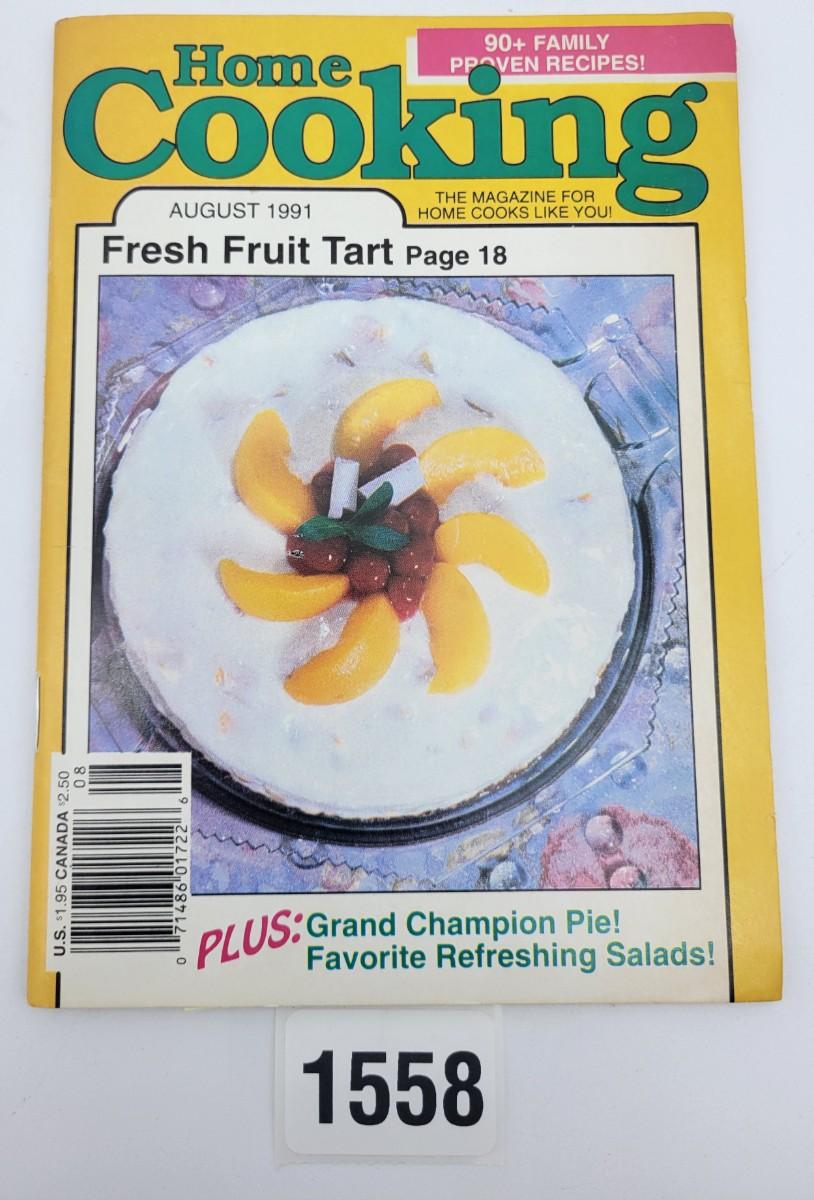 90+ FAMILY
PROVEN RECIPES!
Home
Cooking
THE MAGAZINE FOR
HOME COOKS LIKE YOU!
AUGUST 1991
Fresh Fruit Tart Page 18
U.S. $1.95 CANADA $2.50
08
0 71486 01722 6
PLUS: Grand Champion Pie!
Favorite Refreshing Salads!
1558